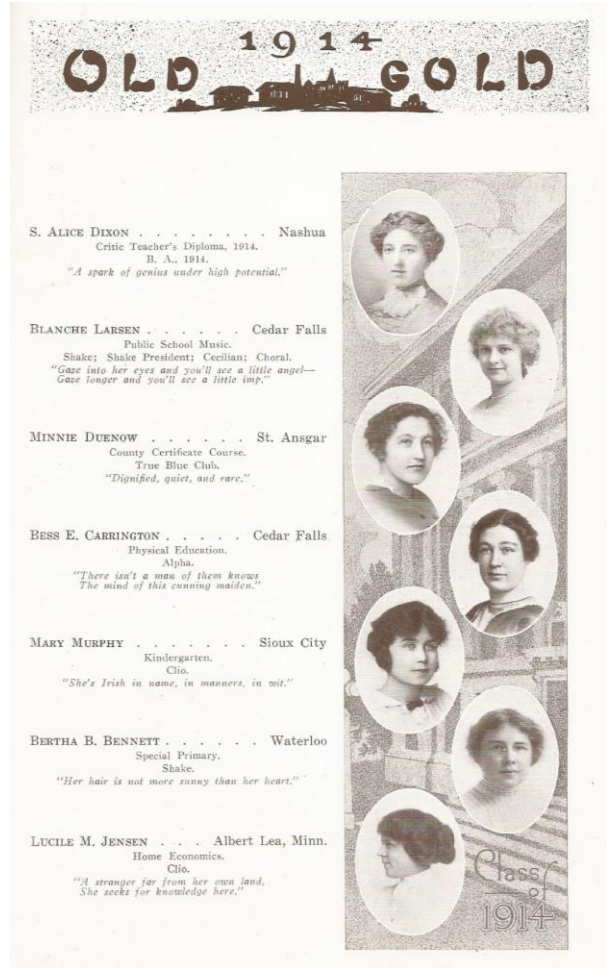 1914
OLD GOLD
S. ALICE DIXON . . . . . . . . Nashua
Critic Teacher's Diploma, 1914.
B. A., 1914.
"A spark of genius under high potential."
BLANCHE LARSEN . . . . . . Cedar Falls
Public School Music.
Shake; Shake President; Cecilian; Choral.
"Gaze into her eyes and you'll see a little angel—
Gaze longer and you'll see a little imp."
MINNIE DUENOW . . . . . . St. Ansgar
County Certificate Course.
True Blue Club.
"Dignified, quiet, and rare."
BESS E. CARRINGTON . . . . . Cedar Falls
Physical Education.
Alpha.
"There isn't a man of them knows
The mind of this cunning maiden."
MARY MURPHY . . . . . . . Sioux City
Kindergarten.
Clio.
"She's Irish in name, in manners, in wit."
BERTHA B. BENNETT . . . . . Waterloo
Special Primary.
Shake.
"Her hair is not more sunny than her heart."
LUCILE M. JENSEN . . . Albert Lea, Minn.
Home Economics.
Clio.
"A stranger far from her own land,
She seeks for knowledge here."
Class
of
1914